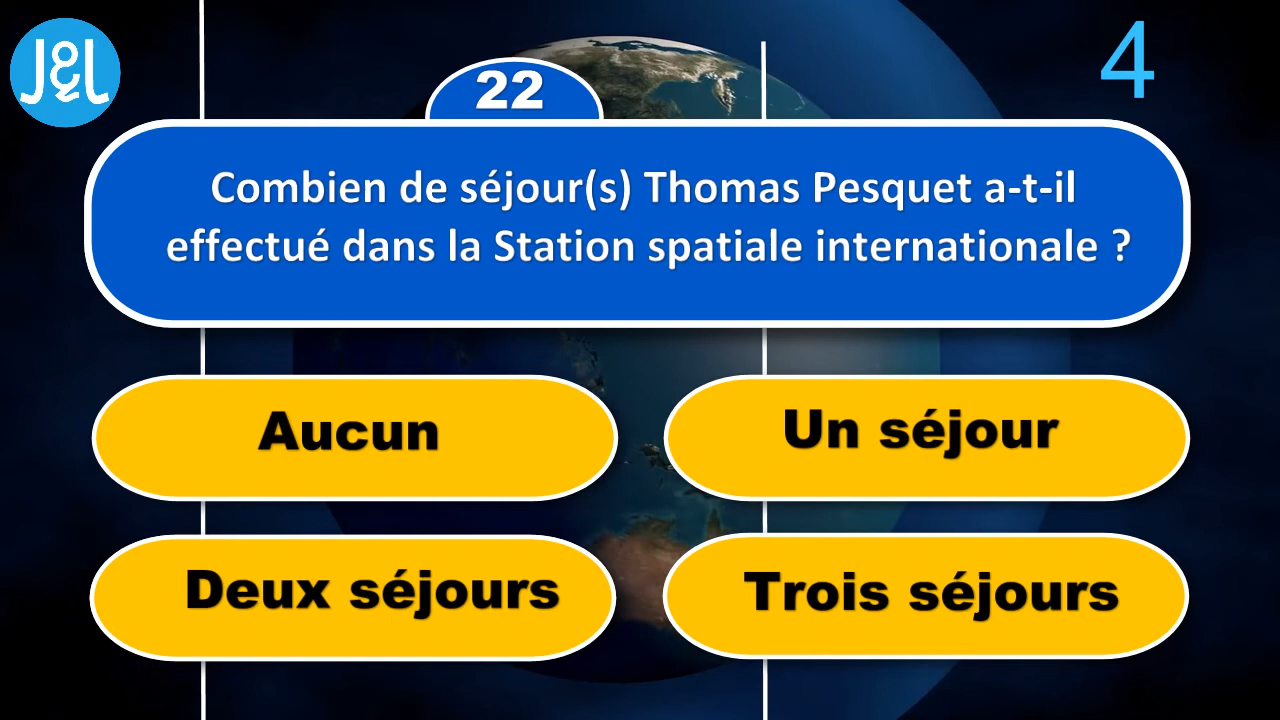 J&L
4
22
Combien de séjour(s) Thomas Pesquet a-t-il
effectué dans la Station spatiale internationale ?
Aucun
Un séjour
Deux séjours
Trois séjours